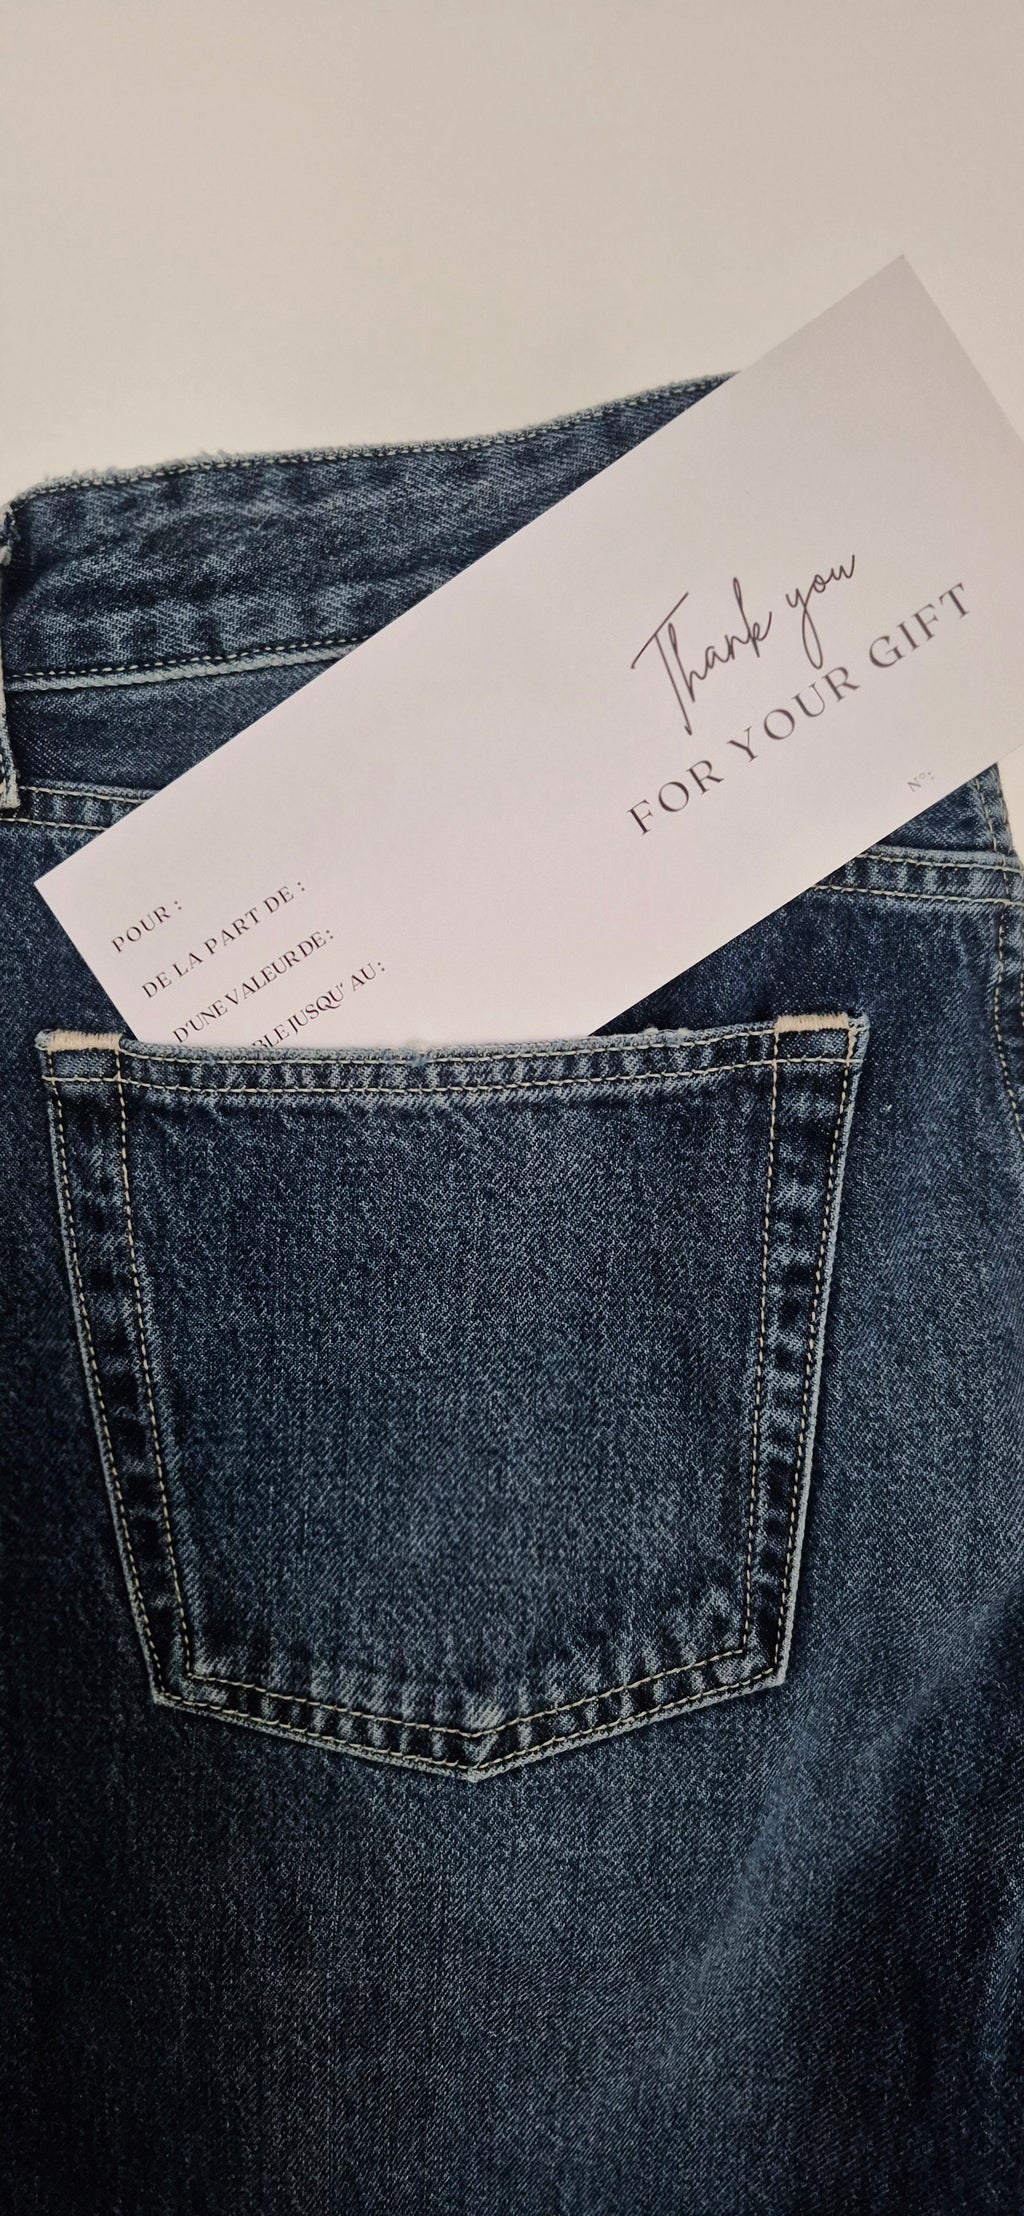 Thank you
FOR YOUR GIFT
N°:
POUR :
DE LA PART DE :
D'UNE VALEUR DE :
JUSQU' AU :